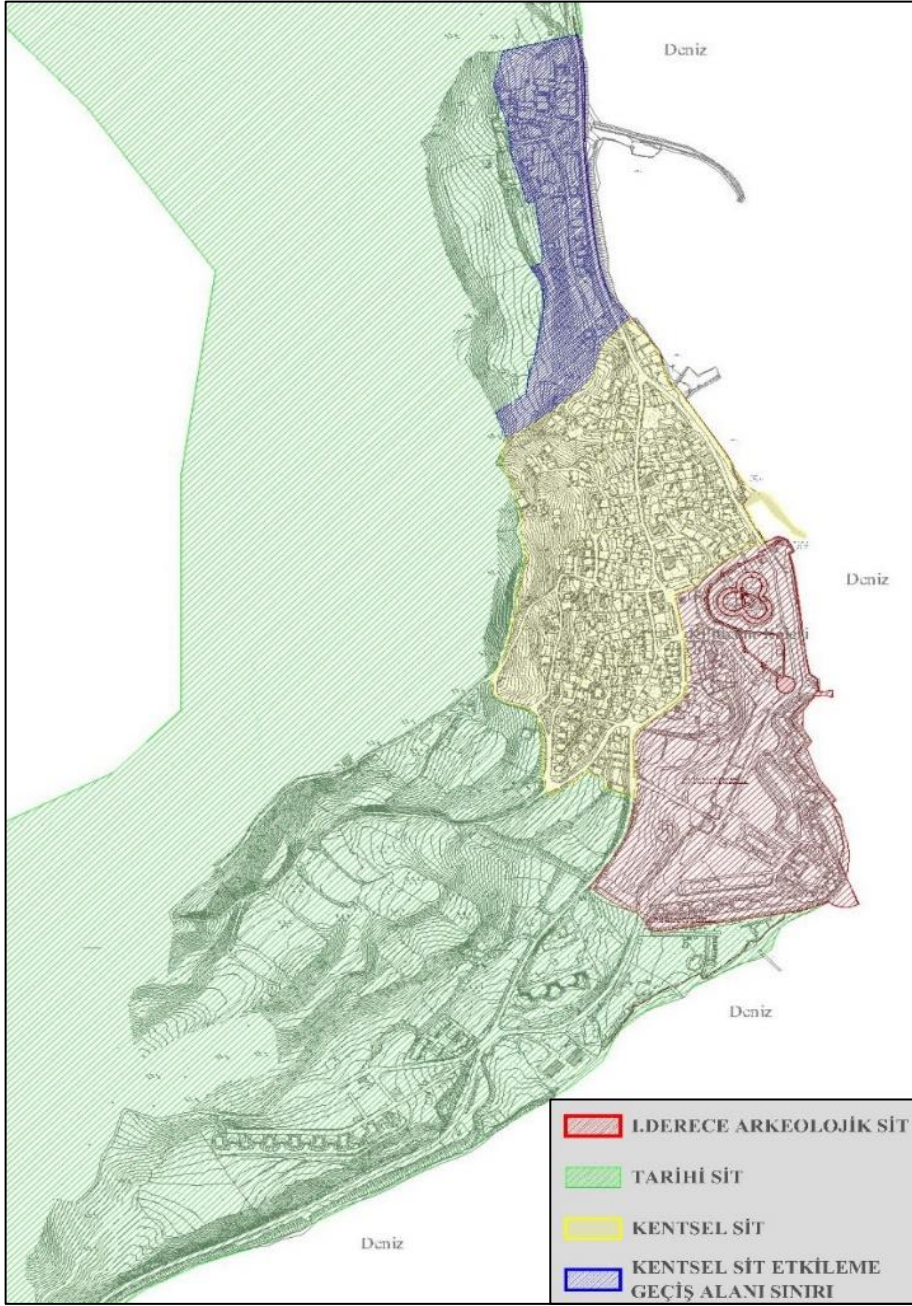 Deniz
Deniz
Deniz
Deniz
I.DERECE ARKEOLOJİK SİT
TARİHİ SİT
KENTSEL SİT
KENTSEL SİT ETKİLEME
GEÇİŞ ALANI SINIRI